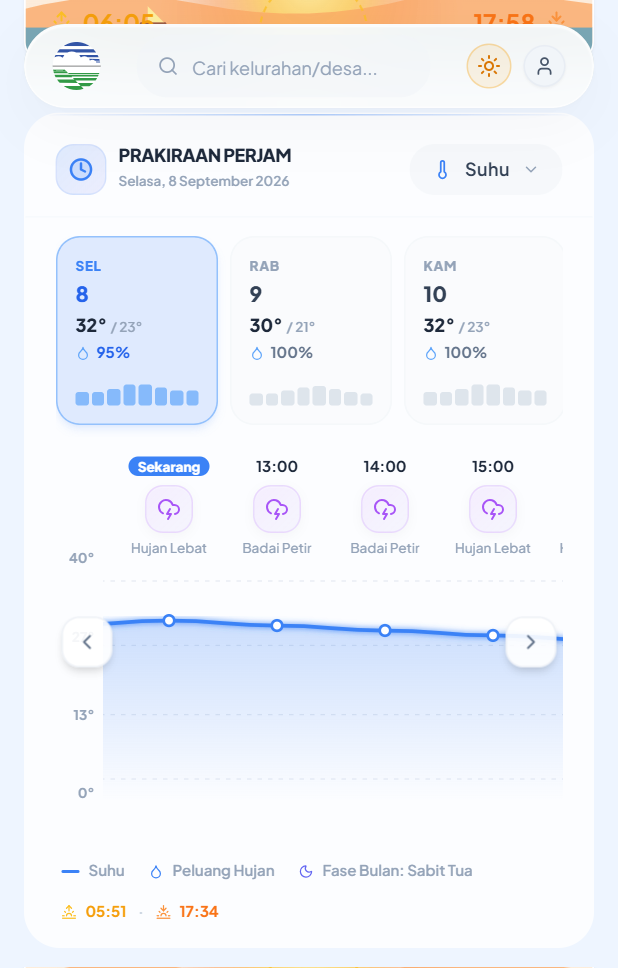 06:05
17:58
Cari kelurahan/desa...
PRAKIRAAN PERJAM
Selasa, 8 September 2026
Suhu
SEL
8
32° / 23°
95%
RAB
9
30° / 21°
100%
KAM
10
32° / 23°
100%
Sekarang
13:00
14:00
15:00
Hujan Lebat
Badai Petir
Badai Petir
Hujan Lebat
40°
13°
0°
Suhu
Peluang Hujan
Fase Bulan: Sabit Tua
05:51 · 17:34